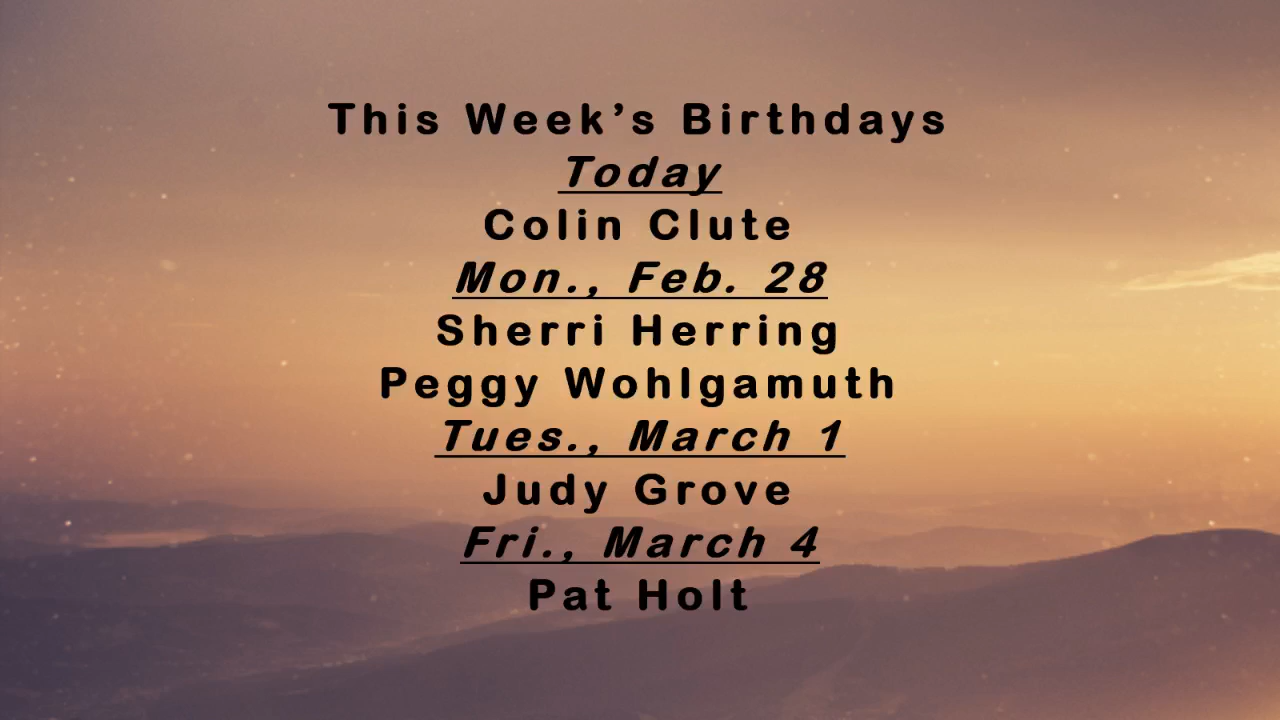 This Week’s Birthdays
Today
Colin Clute
Mon., Feb. 28
Sherri Herring
Peggy Wohlgamuth
Tues., March 1
Judy Grove
Fri., March 4
Pat Holt